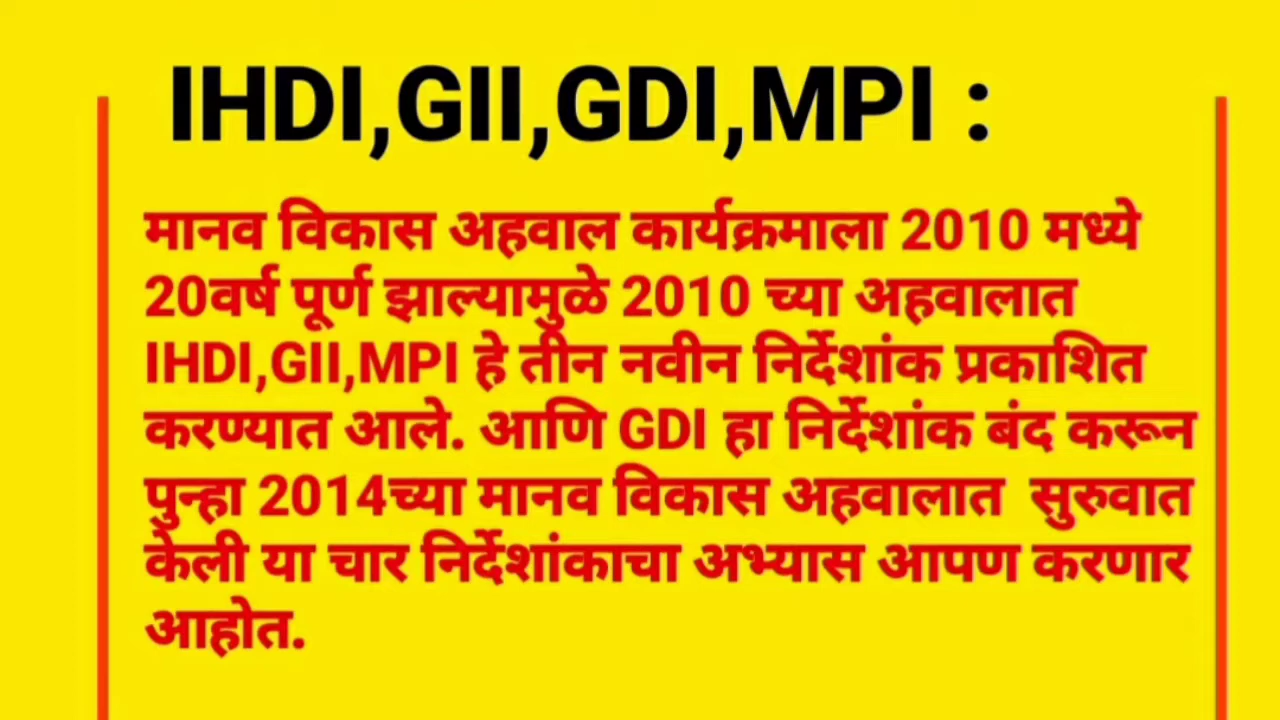 IHDI,GII,GDI,MPI :
मानव विकास अहवाल कार्यक्रमाला 2010 मध्ये
20वर्ष पूर्ण झाल्यामुळे 2010 च्या अहवालात
IHDI,GII,MPI हे तीन नवीन निर्देशांक प्रकाशित
करण्यात आले. आणि GDI हा निर्देशांक बंद करून
पुन्हा 2014च्या मानव विकास अहवालात सुरुवात
केली या चार निर्देशांकाचा अभ्यास आपण करणार
आहोत.